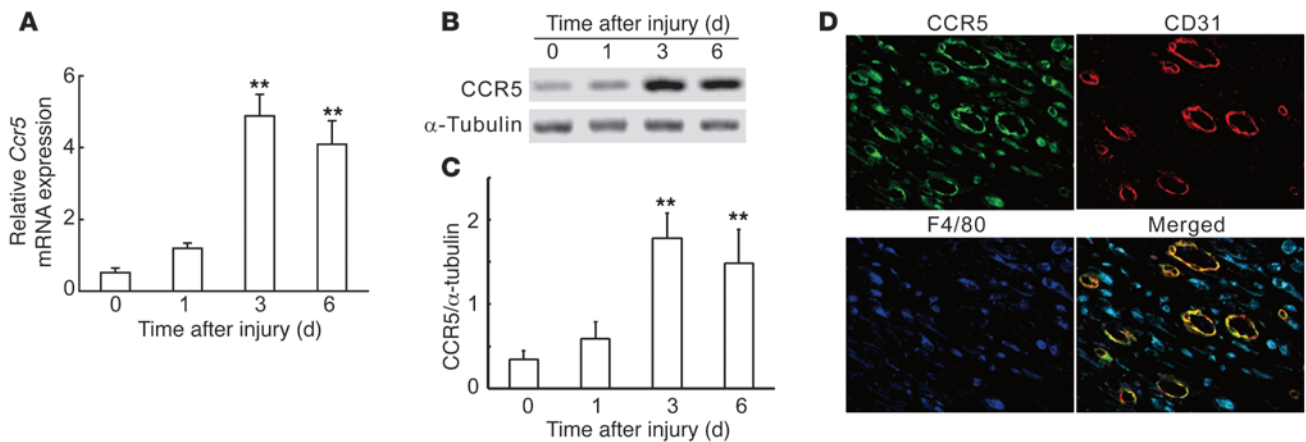 A
Relative Ccr5
mRNA expression
6
4
2
0
**
**
0 1 3 6
Time after injury (d)
B
Time after injury (d)
0 1 3 6
CCR5
α-Tubulin
C
CCR5/α-tubulin
2
1
0
**
**
0 1 3 6
Time after injury (d)
D
CCR5 CD31
F4/80 Merged